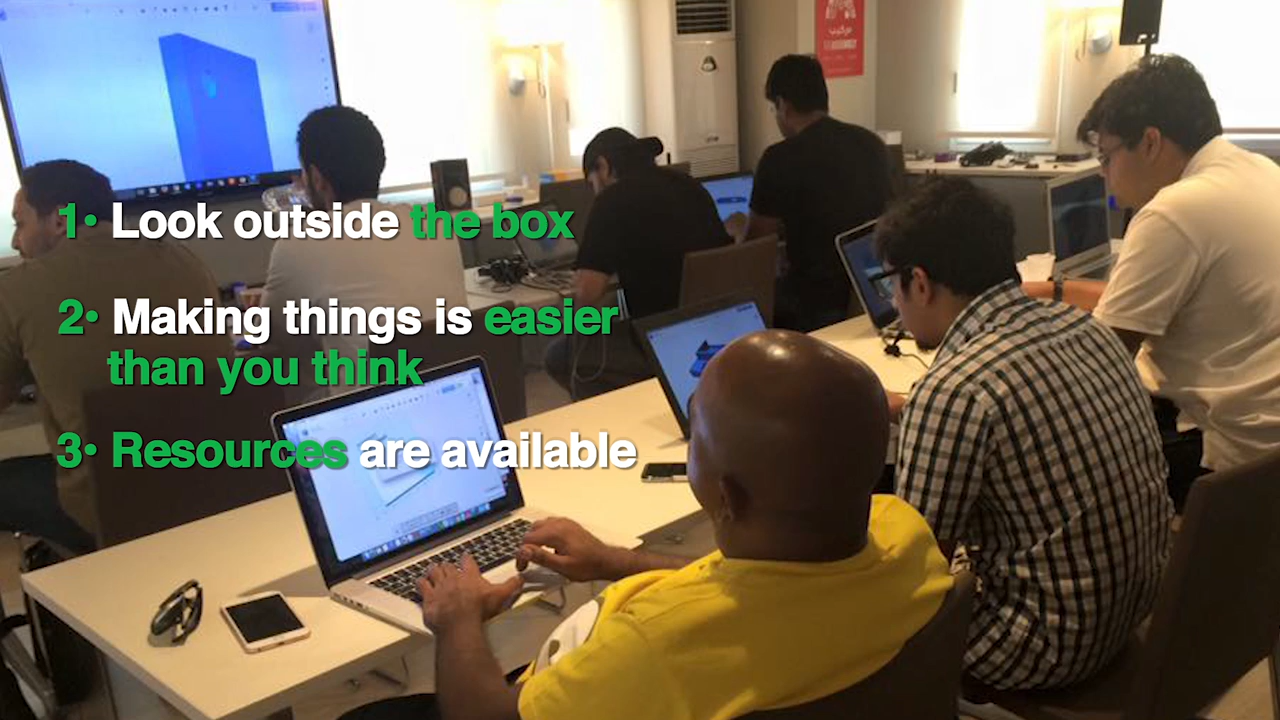 1• Look outside the box
2• Making things is easier
than you think
3• Resources are available